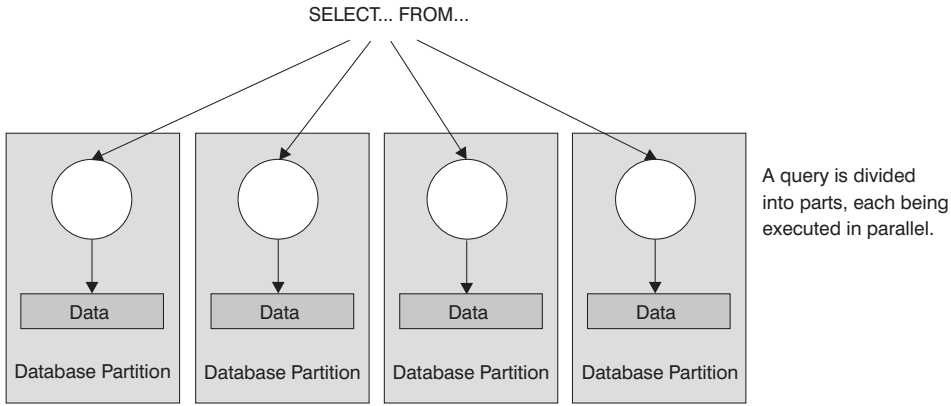 SELECT... FROM...
A query is divided
into parts, each being
executed in parallel.
Data
Data
Data
Data
Database Partition
Database Partition
Database Partition
Database Partition